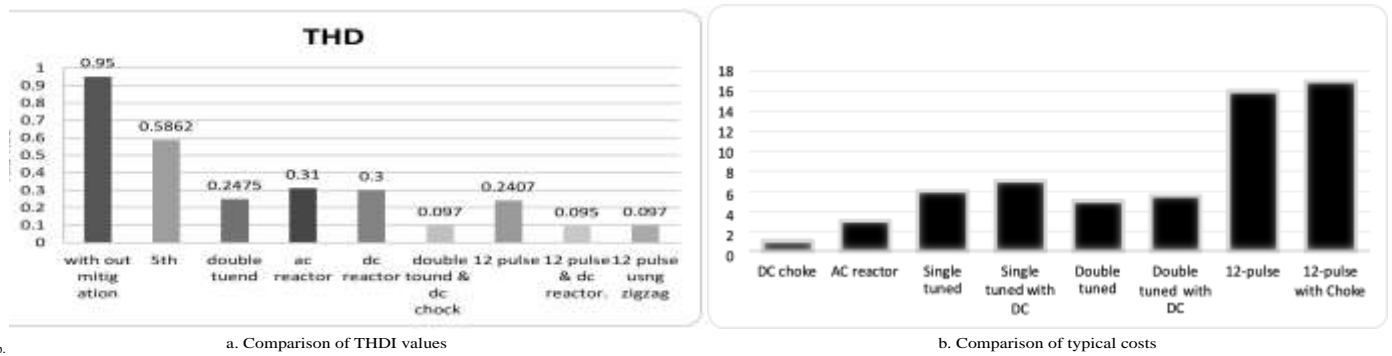 THD
1
0.9
0.8
0.7
0.6
0.5
0.4
0.3
0.2
0.1
0
0.95
0.5862
0.2475
0.31
0.3
0.097
0.2407
0.095
0.097
with out
mitig
ation
5th
double
tuend
ac
reactor
dc
reactor
double
tound &
dc
chock
12 pulse
12 pulse
& dc
reactor.
12 pulse
usng
zigzag
a. Comparison of THDI values
18
16
14
12
10
8
6
4
2
0
DC choke
AC reactor
Single
tuned
Single
tuned with
DC
Double
tuned
Double
tuned with
DC
12-pulse
12-pulse
with Choke
b. Comparison of typical costs